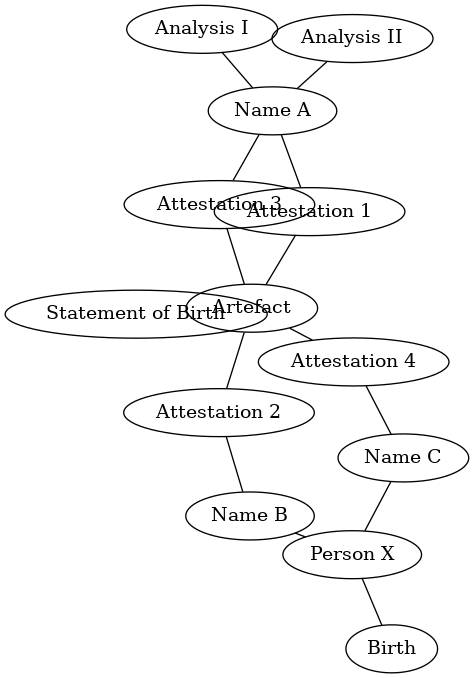 Analysis I
Analysis II
Name A
Attestation 3
Attestation 1
Statement of Birth
Artefact
Attestation 4
Attestation 2
Name C
Name B
Person X
Birth